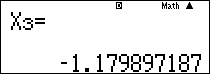 D Math ▲
X₃=
-1.179897187